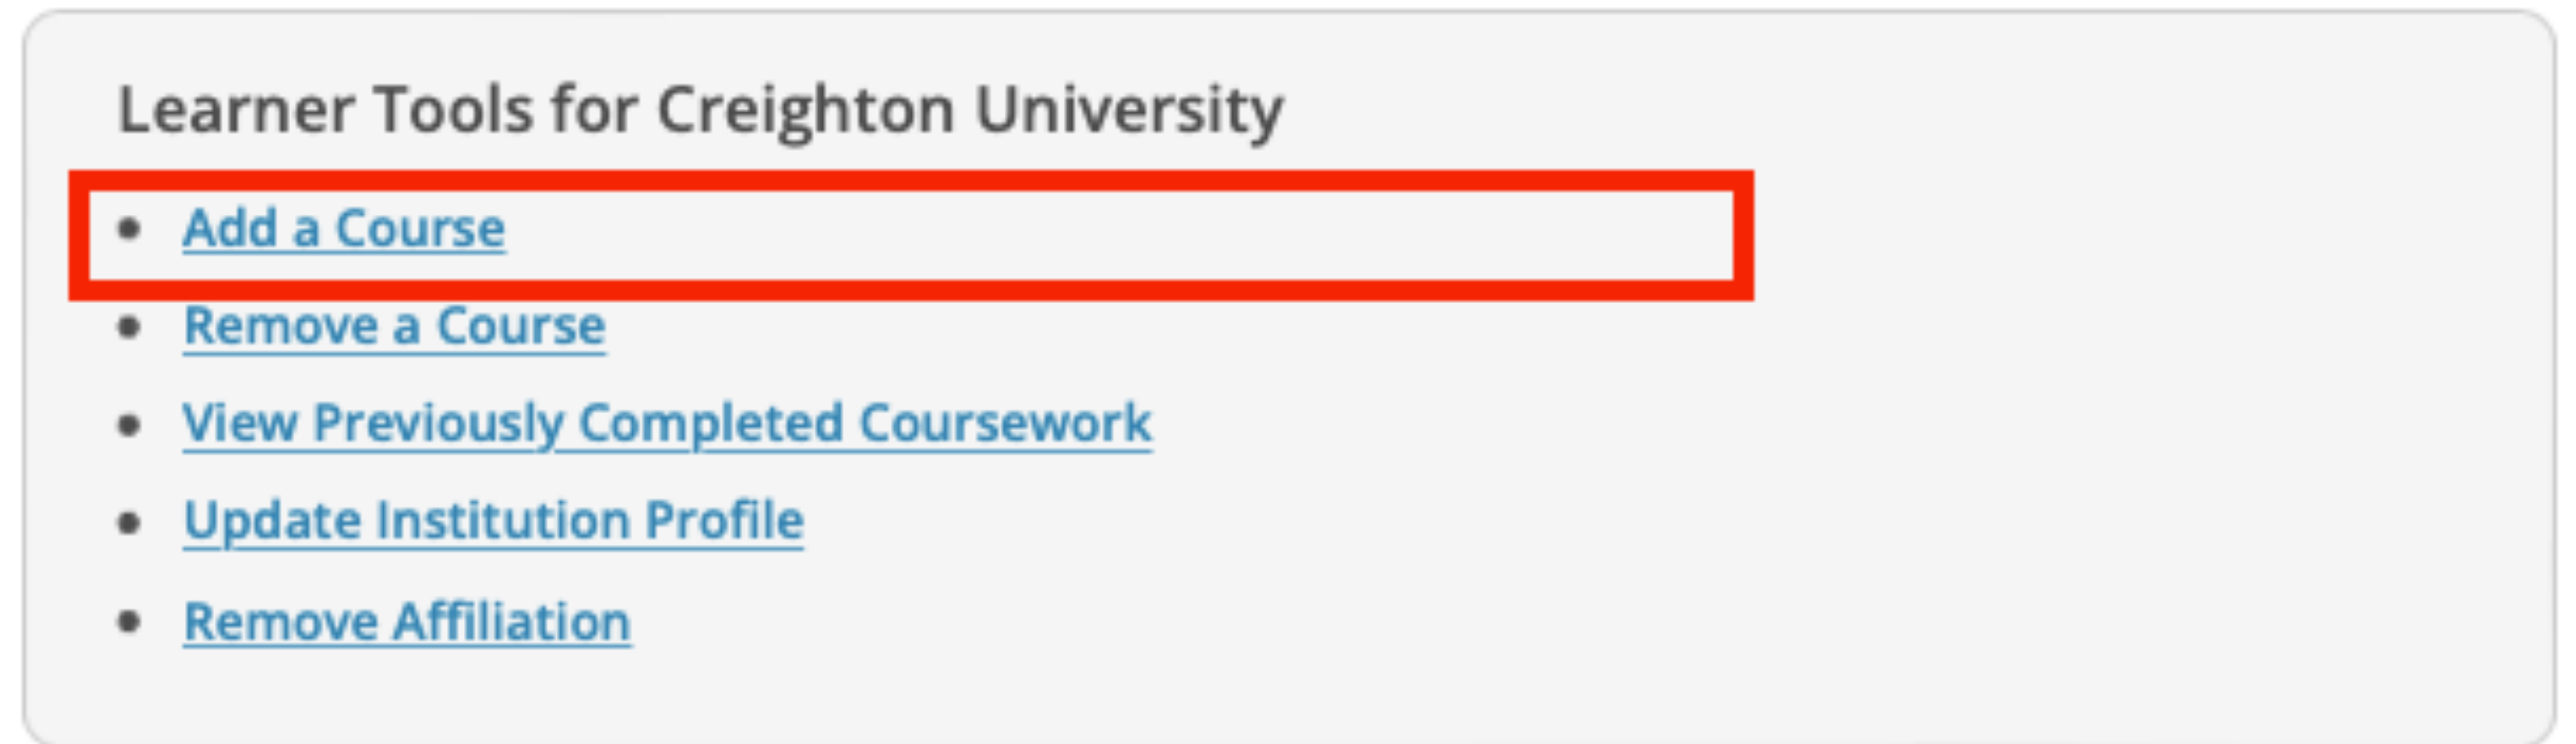 Learner Tools for Creighton University
Add a Course
Remove a Course
View Previously Completed Coursework
Update Institution Profile
Remove Affiliation